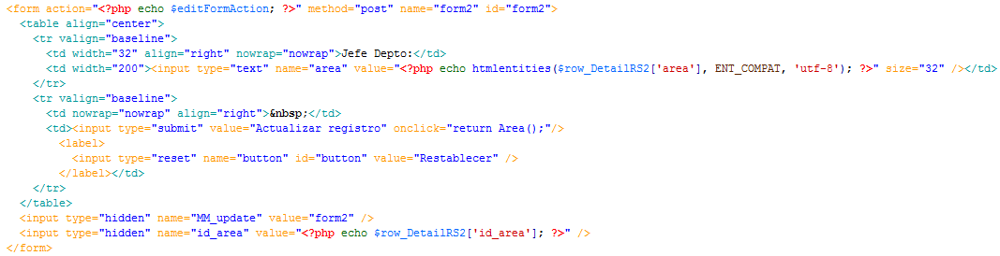 <form action="<?php echo $editFormAction; ?>" method="post" name="form2" id="form2">
<table align="center">
<tr valign="baseline">
<td width="32" align="right" nowrap="nowrap">Jefe Depto:</td>
<td width="200"><input type="text" name="area" value="<?php echo htmlentities($row_DetailRS2['area'], ENT_COMPAT, 'utf-8'); ?>" size="32" /></td>
</tr>
<tr valign="baseline">
<td nowrap="nowrap" align="right">&nbsp;</td>
<td><input type="submit" value="Actualizar registro" onclick="return Area();"/>
<label>
<input type="reset" name="button" id="button" value="Restablecer" />
</label></td>
</tr>
</table>
<input type="hidden" name="MM_update" value="form2" />
<input type="hidden" name="id_area" value="<?php echo $row_DetailRS2['id_area']; ?>" />
</form>